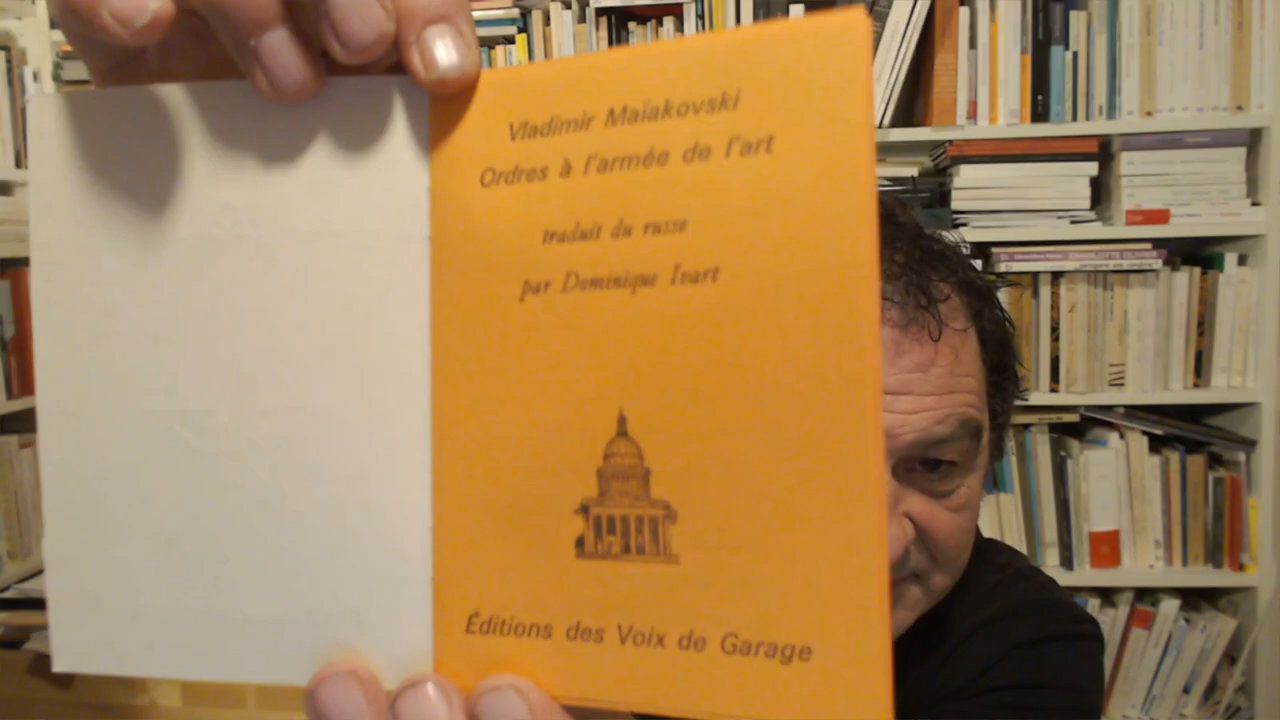 Vladimir Maïakovski
Ordres à l'armée de l'art
traduit du russe
par Dominique Ivart
Éditions des Voix de Garage